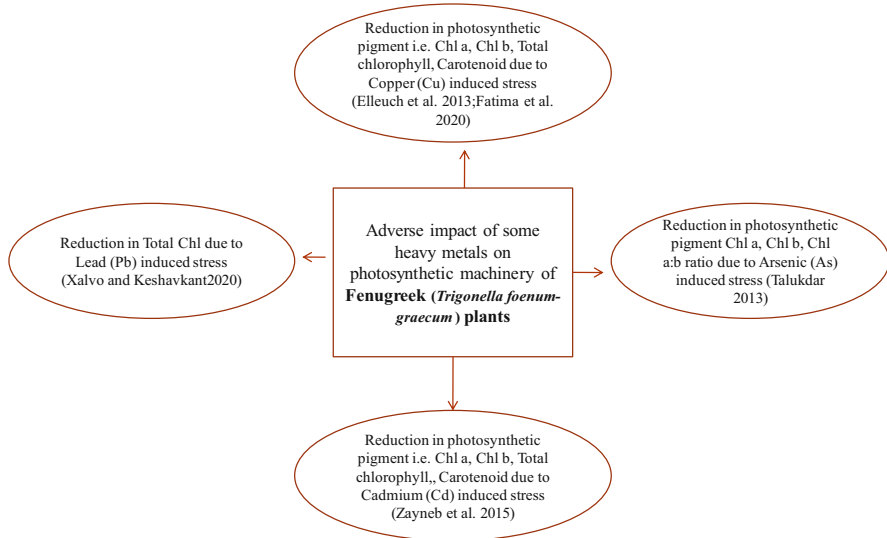 Reduction in photosynthetic
pigment i.e. Chl a, Chl b, Total
chlorophyll, Carotenoid due to
Copper (Cu) induced stress
(Elleuch et al. 2013;Fatima et al.
2020)
Reduction in Total Chl due to
Lead (Pb) induced stress
(Xalvo and Keshavkant2020)
Adverse impact of some
heavy metals on
photosynthetic machinery of
Fenugreek (Trigonella foenum-
graecum) plants
Reduction in photosynthetic
pigment Chl a, Chl b, Chl
a:b ratio due to Arsenic (As)
induced stress (Talukdar
2013)
Reduction in photosynthetic
pigment i.e. Chl a, Chl b, Total
chlorophyll,, Carotenoid due to
Cadmium (Cd) induced stress
(Zayneb et al. 2015)